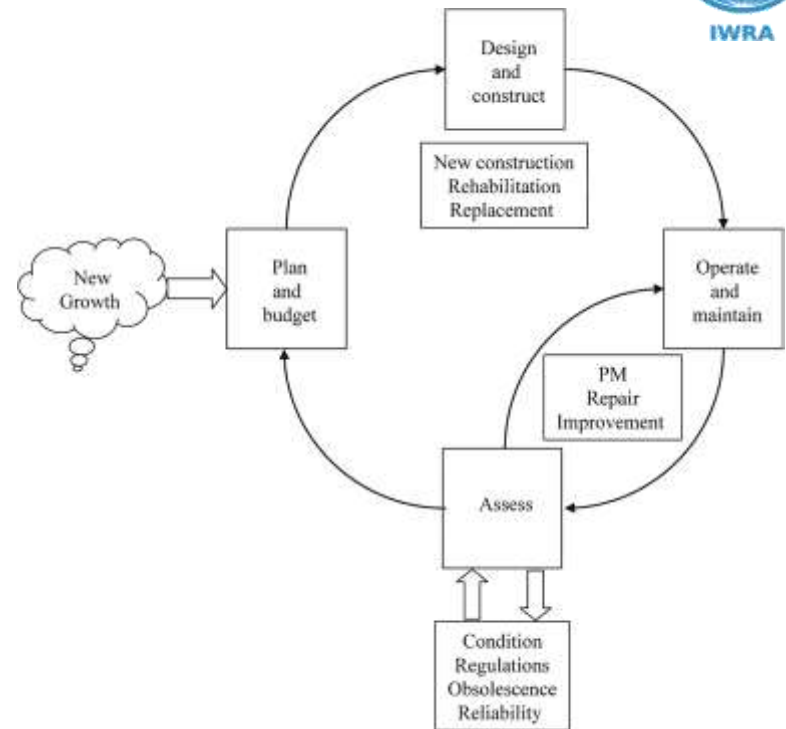 IWRA
Design
and
construct
New construction
Rehabilitation
Replacement
New
Growth
Plan
and
budget
Operate
and
maintain
PM
Repair
Improvement
Assess
Condition
Regulations
Obsolescence
Reliability